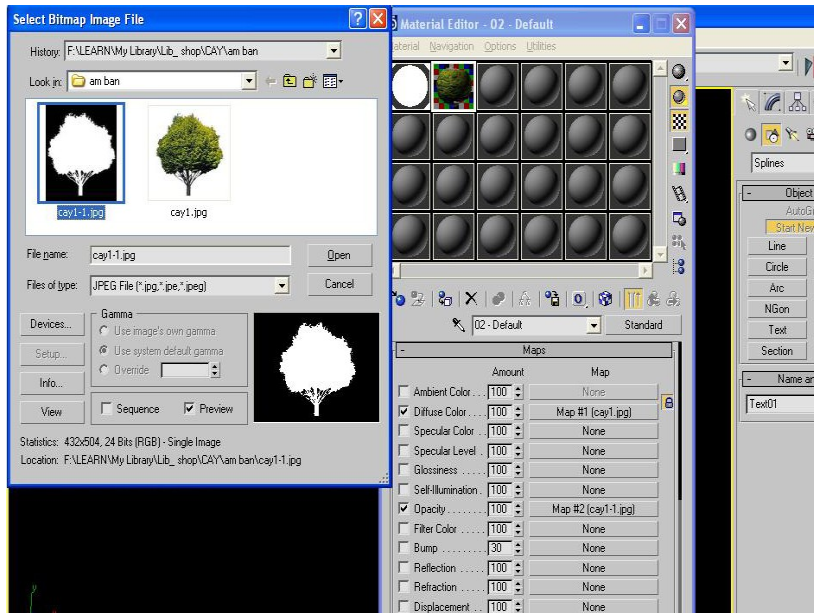 Select Bitmap Image File
History: F:\LEARN\My Library\Lib_ shop\CAY\am ban
Look in: am ban
cay1-1.jpg
cay1.jpg
File name: cay1-1.jpg Open
Files of type: JPEG File (*.jpg,*.jpe,*.jpeg) Cancel
Devices...
Setup...
Info...
View
Gamma
Use image's own gamma
Use system default gamma
Override
Sequence Preview
Statistics: 432x504, 24 Bits (RGB) - Single Image
Location: F:\LEARN\My Library\Lib_ shop\CAY\am ban\cay1-1.jpg
Material Editor - 02 - Default
aterial Navigation Options Utilities
02 - Default Standard
Maps
Amount Map
Ambient Color . . . 100 None
Diffuse Color . . . . 100 Map #1 (cay1.jpg)
Specular Color . . 100 None
Specular Level . 100 None
Glossiness . . . . . 100 None
Self-Illumination . 100 None
Opacity . . . . . . . . 100 Map #2 (cay1-1.jpg)
Filter Color . . . . . 100 None
Bump . . . . . . . . . 30 None
Reflection . . . . . 100 None
Refraction . . . . . 100 None
Displacement . . 100 None
Splines
- Object
AutoG
Start New
Line
Circle
Arc
NGon
Text
Section
- Name an
Text01
y